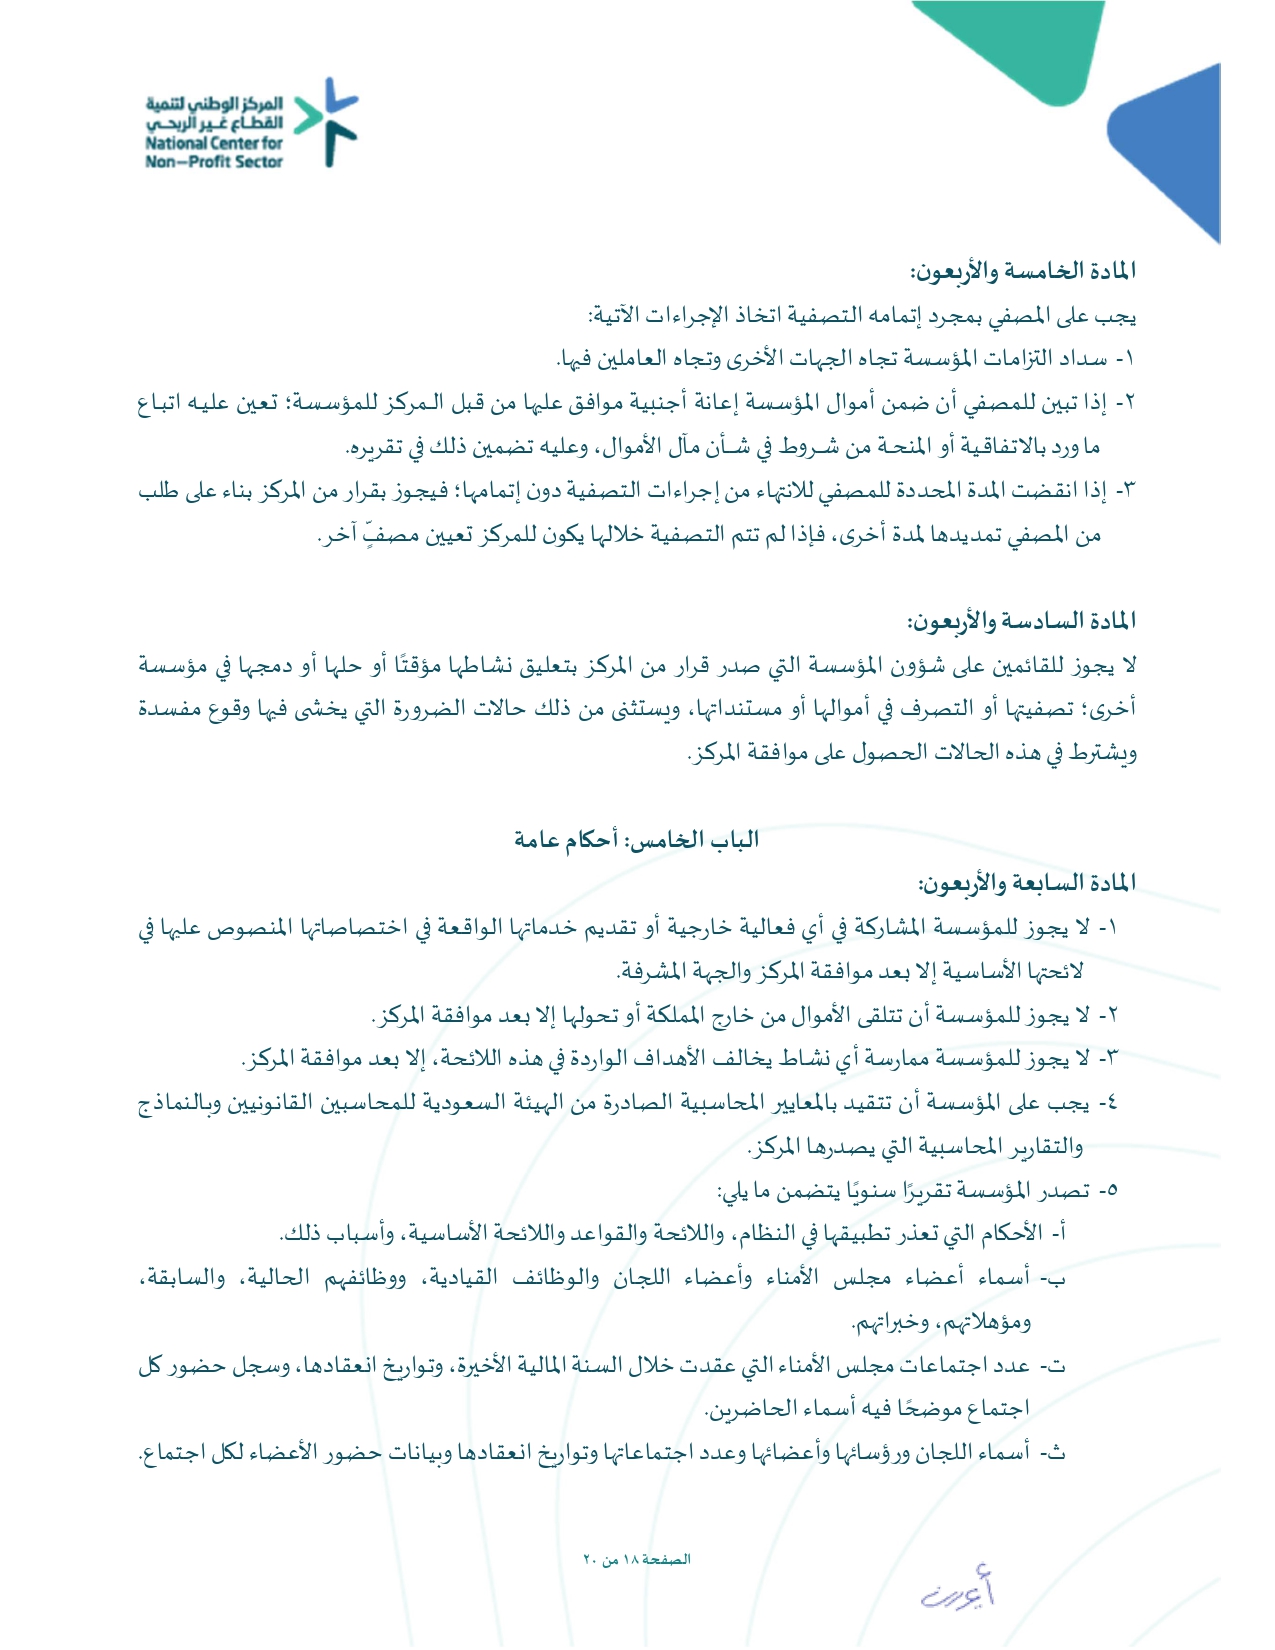 المركز الوطني لتنمية
القطاع غير الربحي
National Center for
Non-Profit Sector
المادة الخامسة والأربعون:
يجب على المصفي بمجرد إتمامه التصفية اتخاذ الإجراءات الآتية:
١- سداد التزامات المؤسسة تجاه الجهات الأخرى وتجاه العاملين فيها.
٢- إذا تبين للمصفي أن ضمن أموال المؤسسة إعانة أجنبية موافق عليها من قبل المركز للمؤسسة؛ تعين عليه اتباع
ما ورد بالاتفاقية أو المنحة من شروط في شأن مآل الأموال، وعليه تضمين ذلك في تقريره.
٣- إذا انقضت المدة المحددة للمصفي للانتهاء من إجراءات التصفية دون إتمامها؛ فيجوز بقرار من المركز بناء على طلب
من المصفي تمديدها لمدة أخرى، فإذا لم تتم التصفية خلالها يكون للمركز تعيين مصفٍّ آخر.
المادة السادسة والأربعون:
لا يجوز للقائمين على شؤون المؤسسة التي صدر قرار من المركز بتعليق نشاطها مؤقتًا أو حلها أو دمجها في مؤسسة
أخرى؛ تصفيتها أو التصرف في أموالها أو مستنداتها، ويستثنى من ذلك حالات الضرورة التي يخشى فيها وقوع مفسدة
ويشترط في هذه الحالات الحصول على موافقة المركز.
الباب الخامس: أحكام عامة
المادة السابعة والأربعون:
١- لا يجوز للمؤسسة المشاركة في أي فعالية خارجية أو تقديم خدماتها الواقعة في اختصاصاتها المنصوص عليها في
لائحتها الأساسية إلا بعد موافقة المركز والجهة المشرفة.
٢- لا يجوز للمؤسسة أن تتلقى الأموال من خارج المملكة أو تحولها إلا بعد موافقة المركز.
٣- لا يجوز للمؤسسة ممارسة أي نشاط يخالف الأهداف الواردة في هذه اللائحة، إلا بعد موافقة المركز.
٤- يجب على المؤسسة أن تتقيد بالمعايير المحاسبية الصادرة من الهيئة السعودية للمحاسبين القانونيين وبالنماذج
والتقارير المحاسبية التي يصدرها المركز.
٥- تصدر المؤسسة تقريرًا سنويًا يتضمن ما يلي:
أ- الأحكام التي تعذر تطبيقها في النظام، واللائحة والقواعد واللائحة الأساسية، وأسباب ذلك.
ب- أسماء أعضاء مجلس الأمناء وأعضاء اللجان والوظائف القيادية، ووظائفهم الحالية، والسابقة،
ومؤهلاتهم، وخبراتهم.
ت- عدد اجتماعات مجلس الأمناء التي عقدت خلال السنة المالية الأخيرة، وتواريخ انعقادها، وسجل حضور كل
اجتماع موضحًا فيه أسماء الحاضرين.
ث- أسماء اللجان ورؤسائها وأعضائها وعدد اجتماعاتها وتواريخ انعقادها وبيانات حضور الأعضاء لكل اجتماع.
الصفحة ١٨ من ٢٠